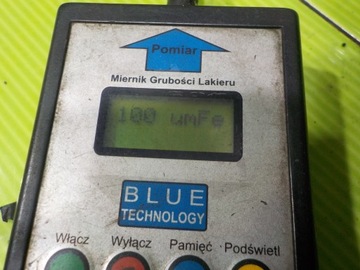 Pomiar
Miernik Grubości Lakieru
100 umFe
BLUE
TECHNOLOGY
Włącz Wyłącz Pamięć Podświetl